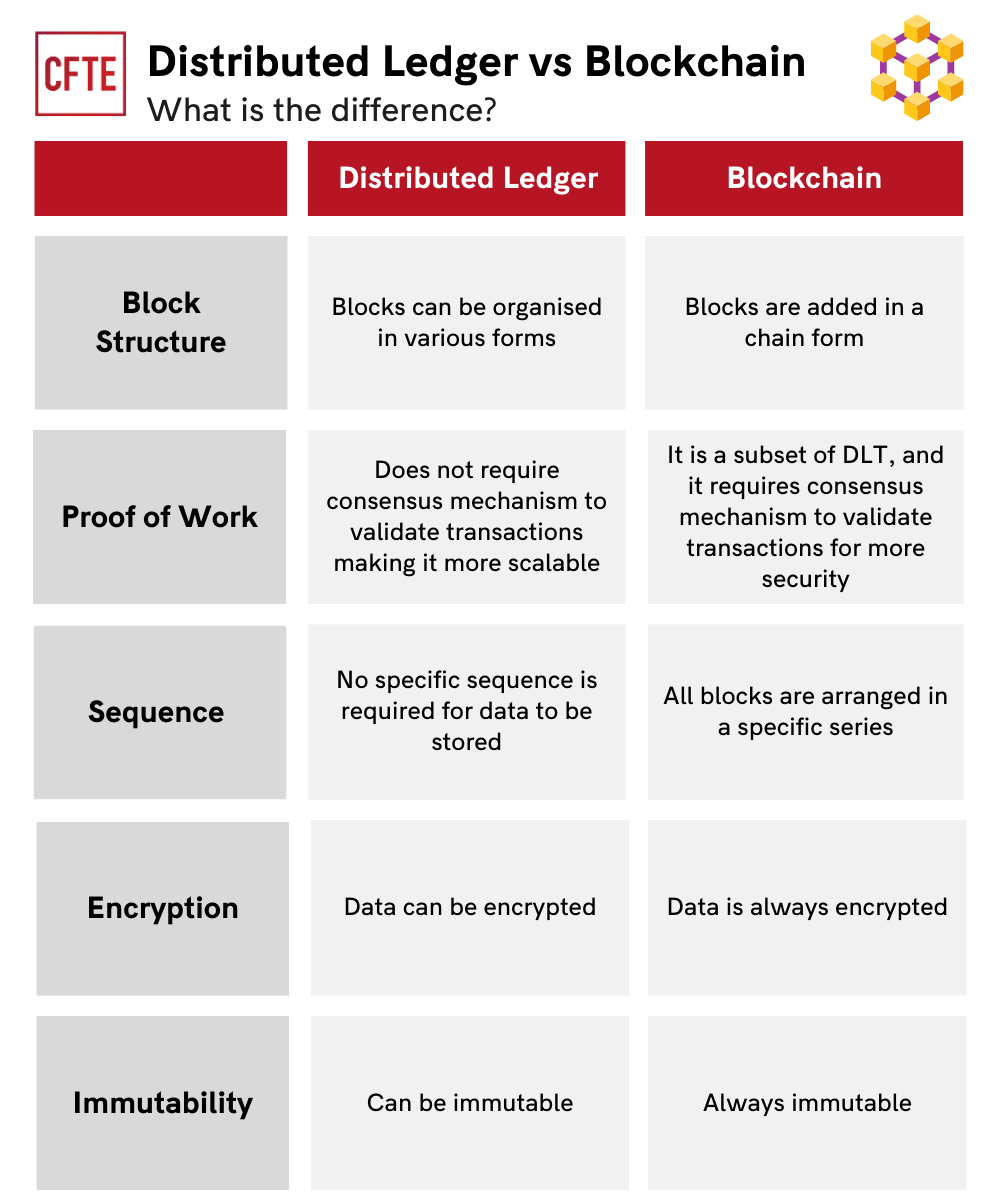 CFTE
Distributed Ledger vs Blockchain
What is the difference?
Distributed Ledger
Blockchain
Block
Structure
Blocks can be organised
in various forms
Blocks are added in a
chain form
Proof of Work
Does not require
consensus mechanism to
validate transactions
making it more scalable
It is a subset of DLT, and
it requires consensus
mechanism to validate
transactions for more
security
Sequence
No specific sequence is
required for data to be
stored
All blocks are arranged in
a specific series
Encryption
Data can be encrypted
Data is always encrypted
Immutability
Can be immutable
Always immutable